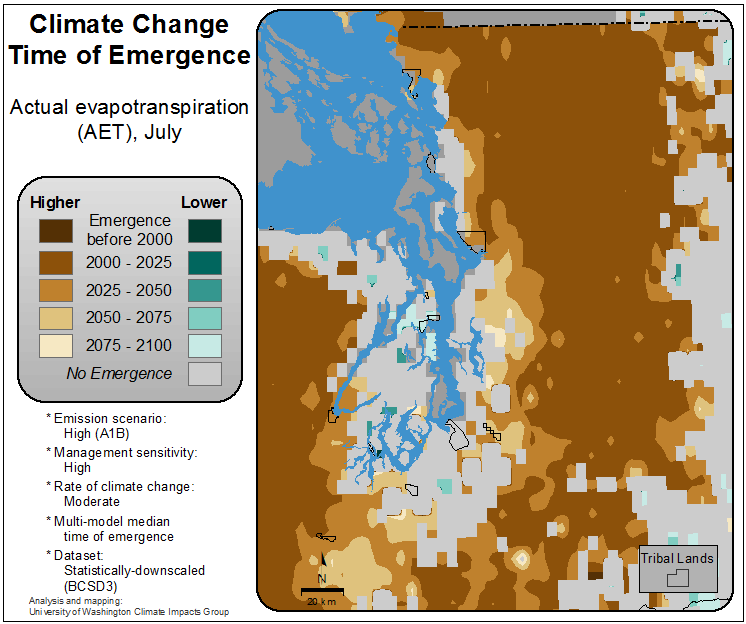 Climate Change
Time of Emergence
Actual evapotranspiration
(AET), July
Higher Lower
Emergence
before 2000
2000 - 2025
2025 - 2050
2050 - 2075
2075 - 2100
No Emergence
* Emission scenario:
High (A1B)
* Management sensitivity:
High
* Rate of climate change:
Moderate
* Multi-model median
time of emergence
* Dataset:
Statistically-downscaled
(BCSD3)
Analysis and mapping:
University of Washington Climate Impacts Group
N
20 km
Tribal Lands